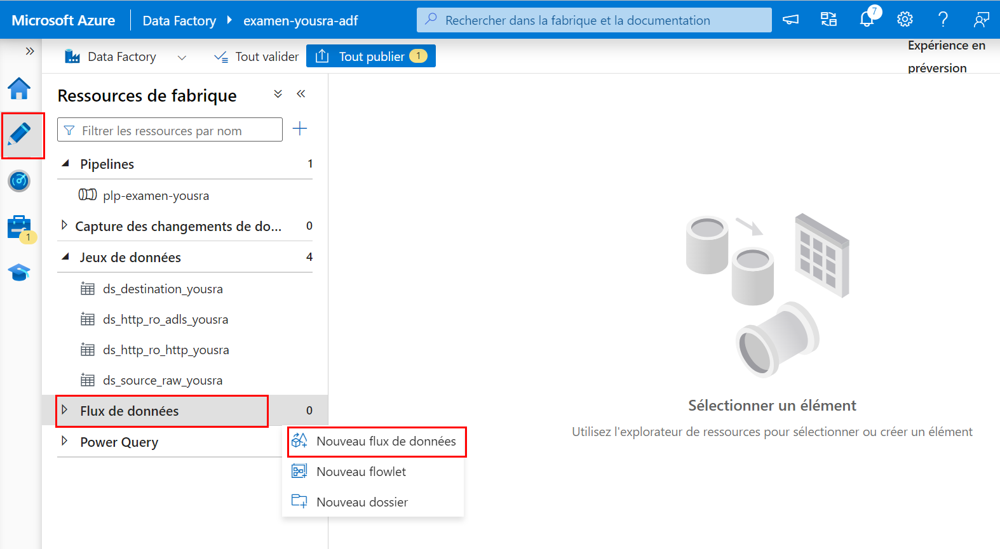 Microsoft Azure
Data Factory
examen-yousra-adf
Rechercher dans la fabrique et la documentation
7
Data Factory
Tout valider
Tout publier
1
Expérience en
préversion
Ressources de fabrique
Filtrer les ressources par nom
Pipelines 1
plp-examen-yousra
Capture des changements de do... 0
1
Jeux de données 4
ds_destination_yousra
ds_http_ro_adls_yousra
ds_http_ro_http_yousra
ds_source_raw_yousra
Flux de données 0
Power Query
Nouveau flux de données
Nouveau flowlet
Nouveau dossier
Sélectionner un élément
Utilisez l'explorateur de ressources pour sélectionner ou créer un élément